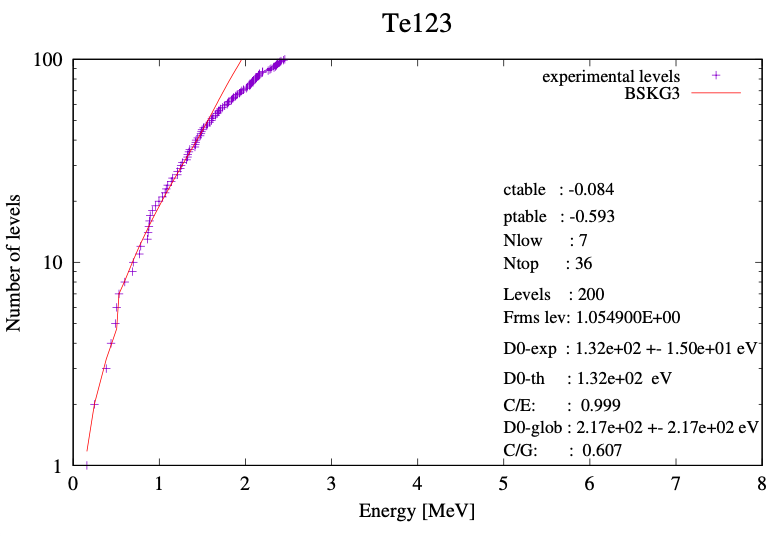 Te123
100
10
1
Number of levels
experimental levels
BSKG3
ctable : -0.084
ptable : -0.593
Nlow : 7
Ntop : 36
Levels : 200
Frms lev: 1.054900E+00
D0-exp : 1.32e+02 +- 1.50e+01 eV
D0-th : 1.32e+02 eV
C/E: : 0.999
D0-glob : 2.17e+02 +- 2.17e+02 eV
C/G: : 0.607
0 1 2 3 4 5 6 7 8
Energy [MeV]